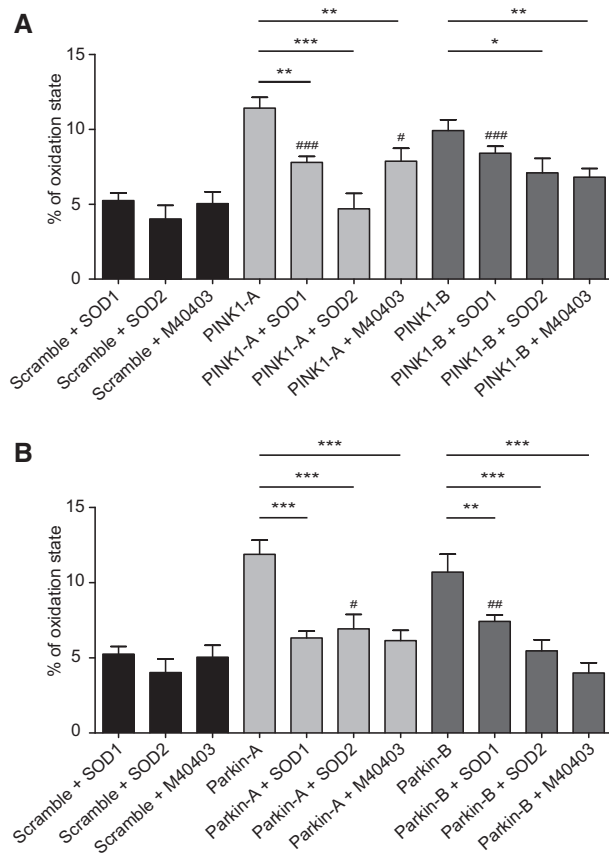 A
**
**
***
*
**
15
10
5
0
% of oxidation state
###
#
###
Scramble + SOD1
Scramble + SOD2
Scramble + M40403
PINK1-A
PINK1-A + SOD1
PINK1-A + SOD2
PINK1-A + M40403
PINK1-B
PINK1-B + SOD1
PINK1-B + SOD2
PINK1-B + M40403
B
***
***
***
***
***
**
15
10
5
0
% of oxidation state
#
##
Scramble + SOD1
Scramble + SOD2
Scramble + M40403
Parkin-A
Parkin-A + SOD1
Parkin-A + SOD2
Parkin-A + M40403
Parkin-B
Parkin-B + SOD1
Parkin-B + SOD2
Parkin-B + M40403